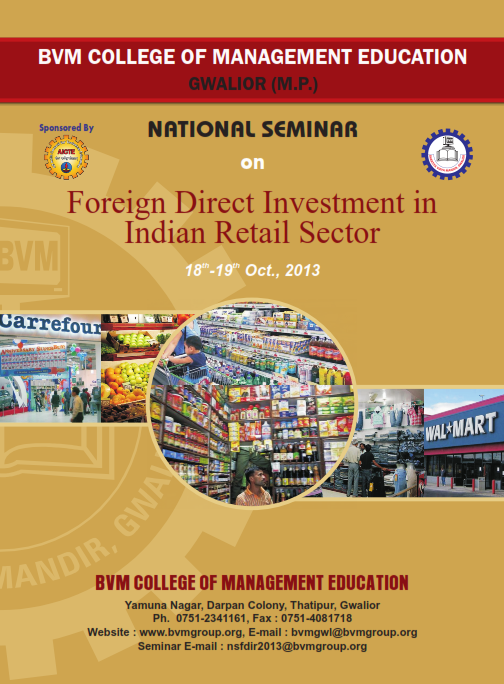 BVM COLLEGE OF MANAGEMENT EDUCATION
GWALIOR (M.P.)
Sponsored By
AICTE
NATIONAL SEMINAR
on
Foreign Direct Investment in
Indian Retail Sector
18th-19th Oct., 2013
BVM
Carrefour
WAL★MART
MANDIR, GWA
BVM COLLEGE OF MANAGEMENT EDUCATION
Yamuna Nagar, Darpan Colony, Thatipur, Gwalior
Ph. 0751-2341161, Fax : 0751-4081718
Website : www.bvmgroup.org, E-mail : bvmgwl@bvmgroup.org
Seminar E-mail : nsfdir2013@bvmgroup.org